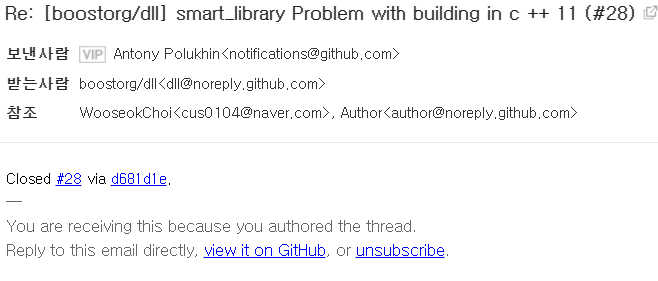 Re: [boostorg/dll] smart_library Problem with building in c ++ 11 (#28)
보낸사람 VIP Antony Polukhin<notifications@github.com>
받는사람 boostorg/dll<dll@noreply.github.com>
참조 WooseokChoi<cus0104@naver.com>, Author<author@noreply.github.com>
Closed #28 via d681d1e.
—
You are receiving this because you authored the thread.
Reply to this email directly, view it on GitHub, or unsubscribe.